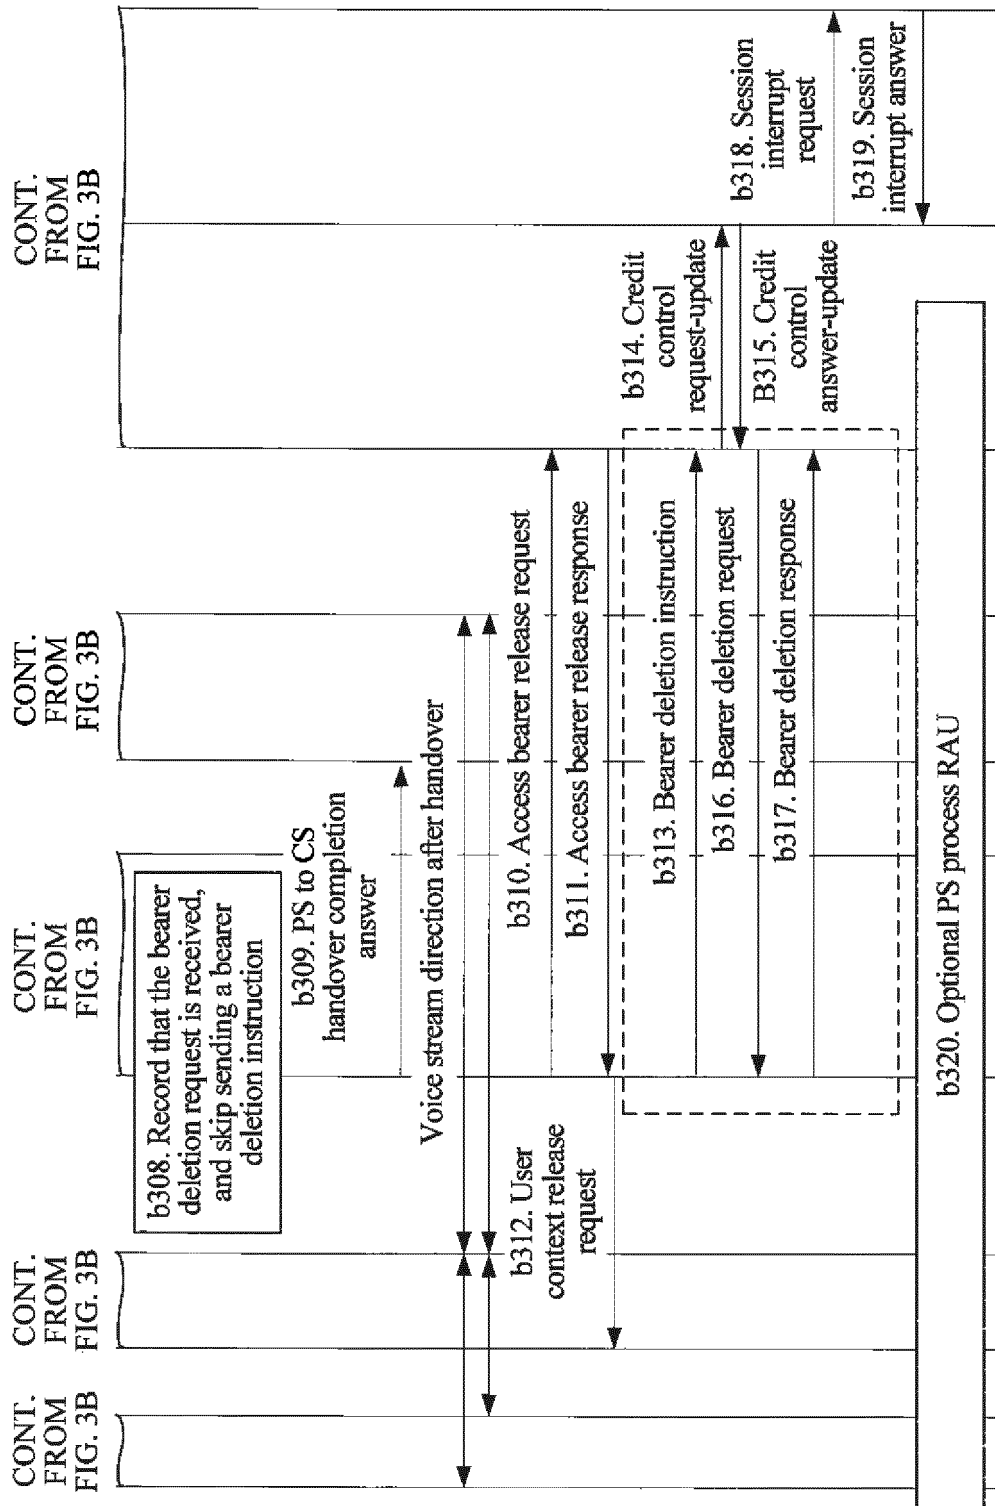 CONT.
FROM
FIG. 3B
CONT.
FROM
FIG. 3B
CONT.
FROM
FIG. 3B
CONT.
FROM
FIG. 3B
CONT.
FROM
FIG. 3B
b308. Record that the bearer
deletion request is received,
and skip sending a bearer
deletion instruction
b309. PS to CS
handover completion
answer
Voice stream direction after handover
b310. Access bearer release request
b311. Access bearer release response
b312. User
context release
request
b313. Bearer deletion instruction
b314. Credit
control
request-update
B315. Credit
control
answer-update
b316. Bearer deletion request
b317. Bearer deletion response
b318. Session
interrupt
request
b319. Session
interrupt answer
b320. Optional PS process RAU